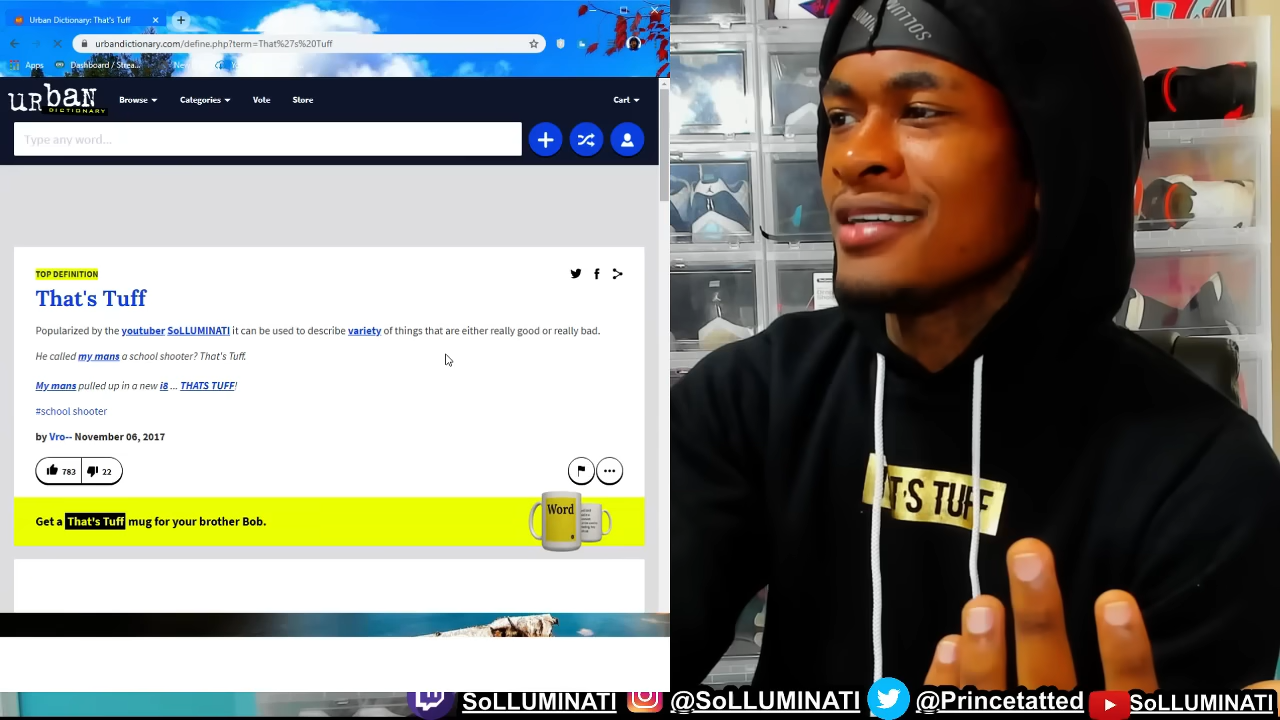 Urban Dictionary: That's Tuff
urbandictionary.com/define.php?term=That%27s%20Tuff
Apps
Dashboard / Strea...
New
urban
DICTIONARY
Browse
Categories
Vote
Store
Cart
Type any word...
TOP DEFINITION
That's Tuff
Popularized by the youtuber SoLLUMINATI it can be used to describe variety of things that are either really good or really bad.
He called my mans a school shooter? That's Tuff.
My mans pulled up in a new i8 ... THATS TUFF!
#school shooter
by Vro-- November 06, 2017
783
22
Get a That's Tuff mug for your brother Bob.
Word
T'S TUFF
SoLLUMINATI
@SoLLUMINATI
@Princetatted
SoLLUMINATI